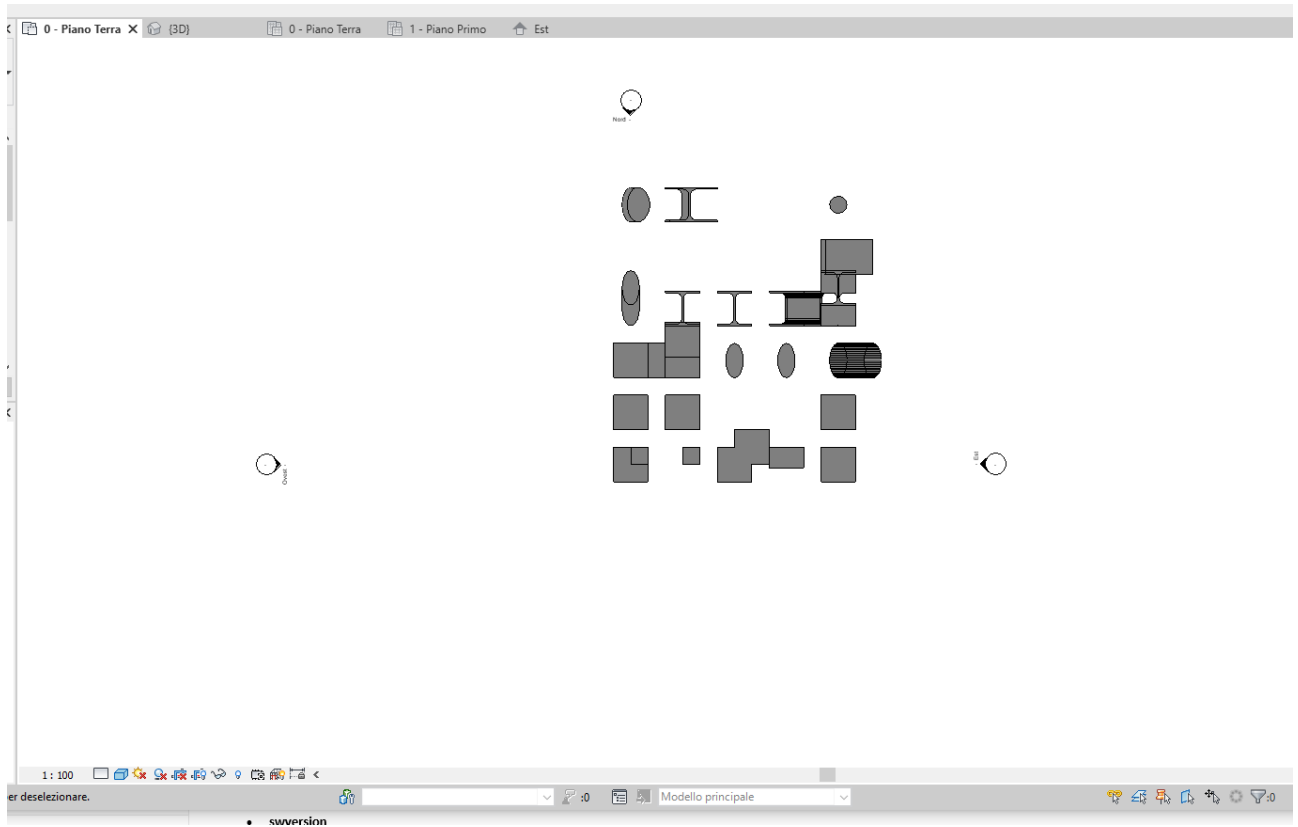 0 - Piano Terra
{3D}
0 - Piano Terra
1 - Piano Primo
Est
Nord -
Ovest -
- Est
1 : 100
er deselezionare.
:0
Modello principale
:0
swversion